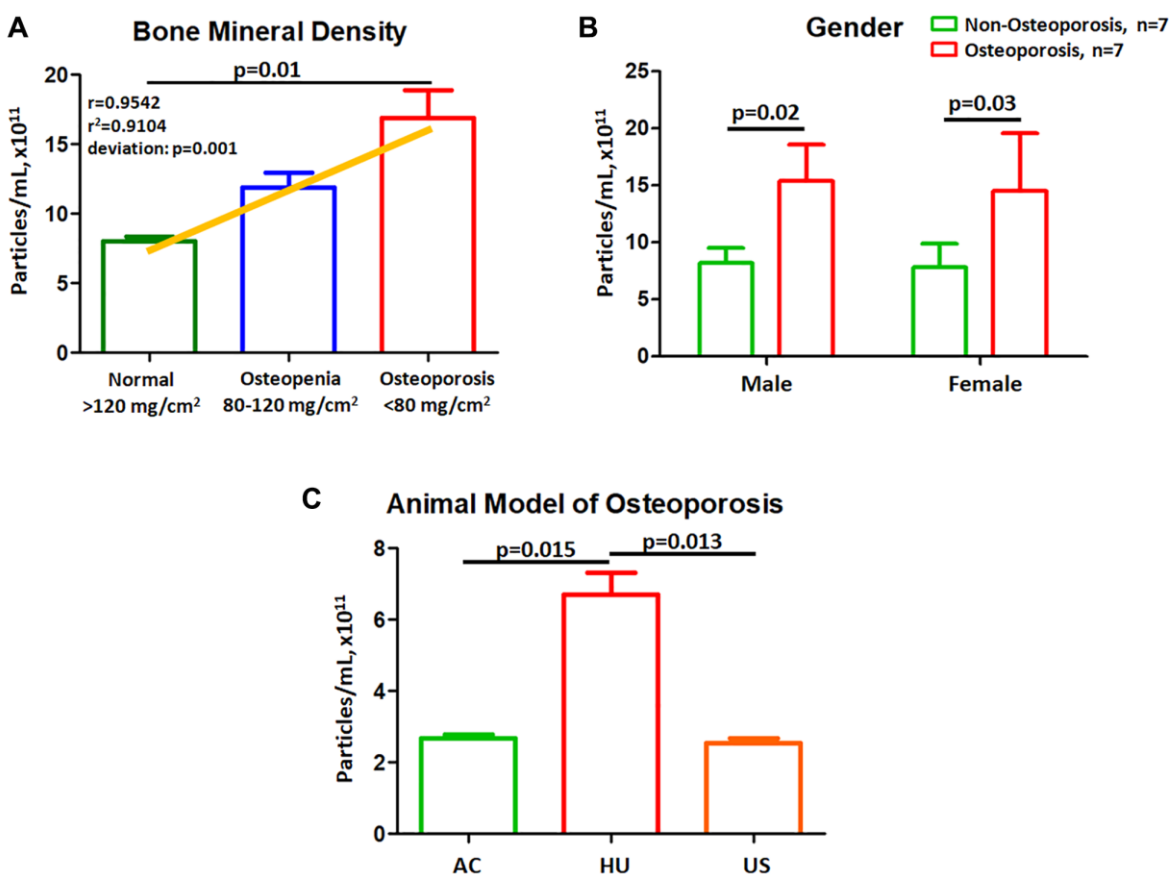 A
Bone Mineral Density
p=0.01
r=0.9542
r²=0.9104
deviation: p=0.001
Particles/mL, x10¹¹
20
15
10
5
0
Normal
>120 mg/cm²
Osteopenia
80-120 mg/cm²
Osteoporosis
<80 mg/cm²
B
Gender
Non-Osteoporosis, n=7
Osteoporosis, n=7
p=0.02
p=0.03
Particles/mL, x10¹¹
25
20
15
10
5
0
Male
Female
C
Animal Model of Osteoporosis
p=0.015
p=0.013
Particles/mL, x10¹¹
8
6
4
2
0
AC
HU
US